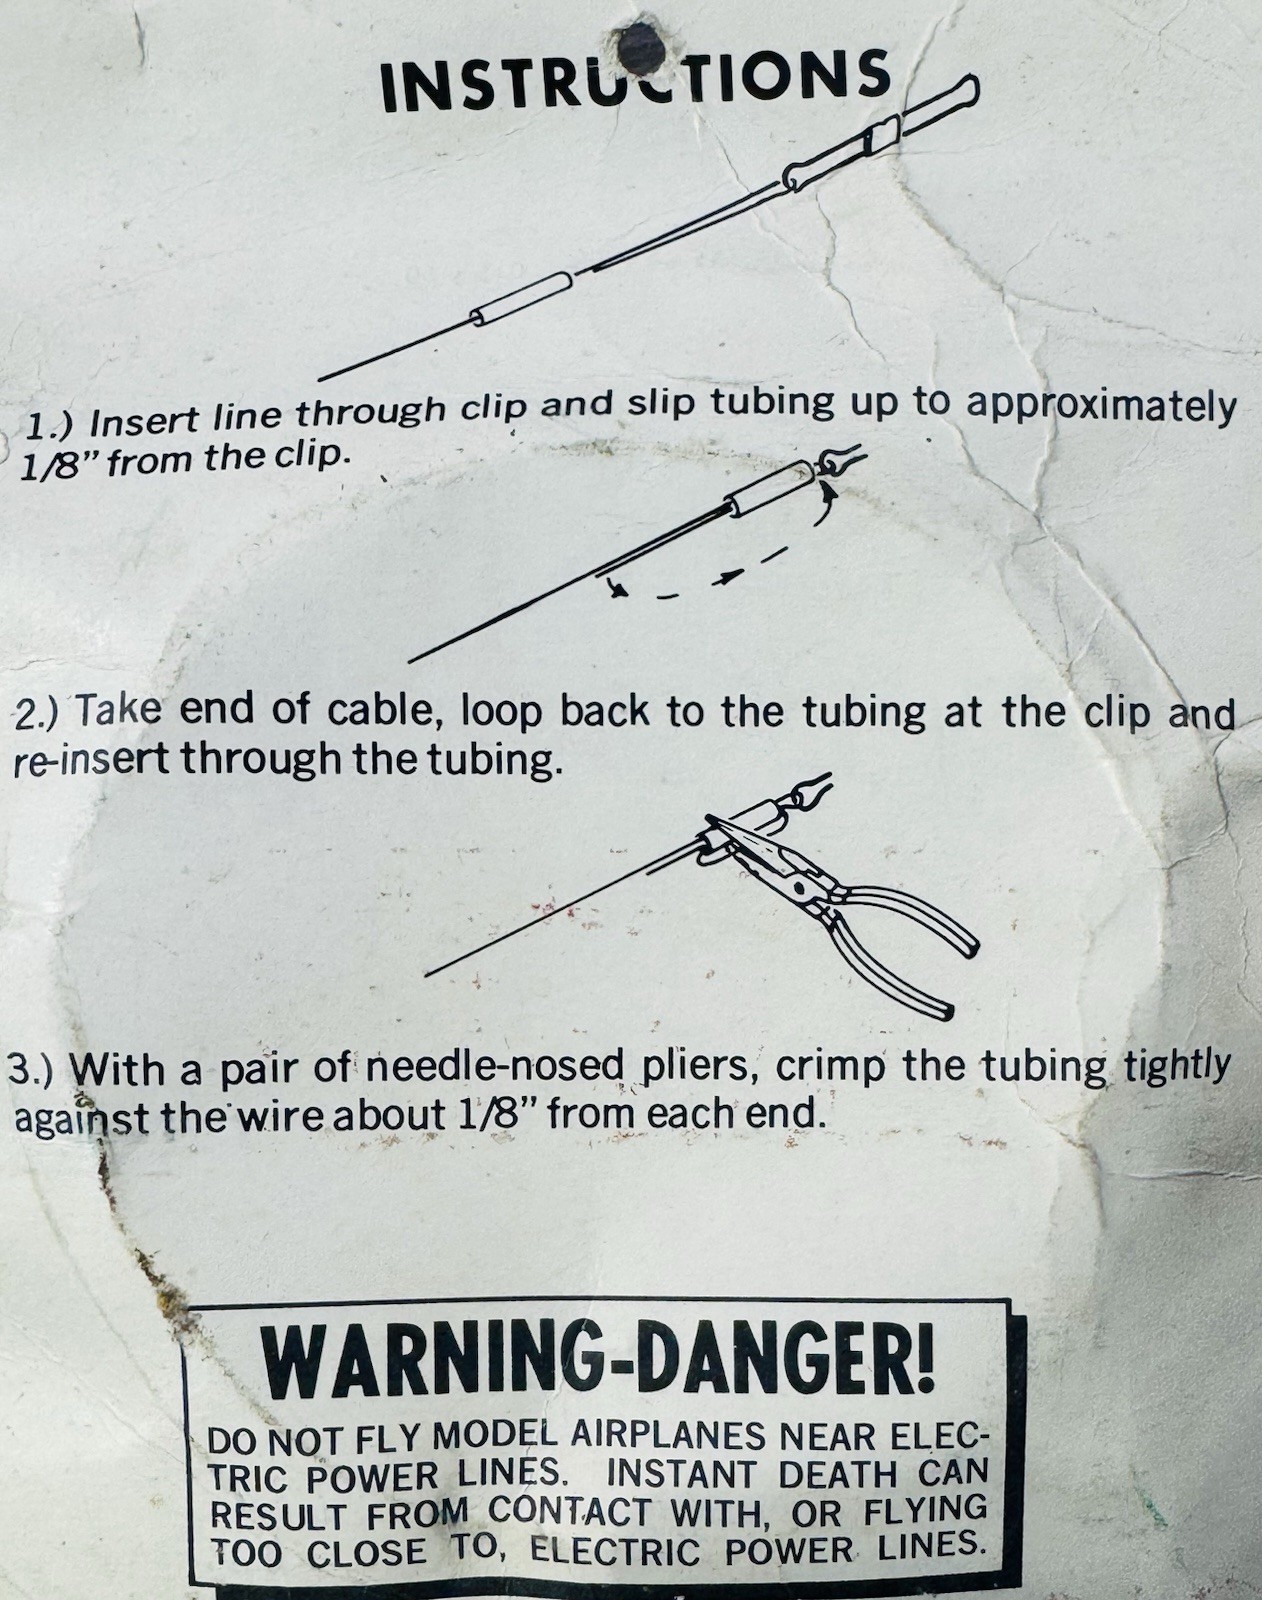 INSTRUCTIONS
1.) Insert line through clip and slip tubing up to approximately
1/8" from the clip.
2.) Take end of cable, loop back to the tubing at the clip and
re-insert through the tubing.
3.) With a pair of needle-nosed pliers, crimp the tubing tightly
against the wire about 1/8" from each end.
WARNING-DANGER!
DO NOT FLY MODEL AIRPLANES NEAR ELEC-
TRIC POWER LINES. INSTANT DEATH CAN
RESULT FROM CONTACT WITH, OR FLYING
TOO CLOSE TO, ELECTRIC POWER LINES.